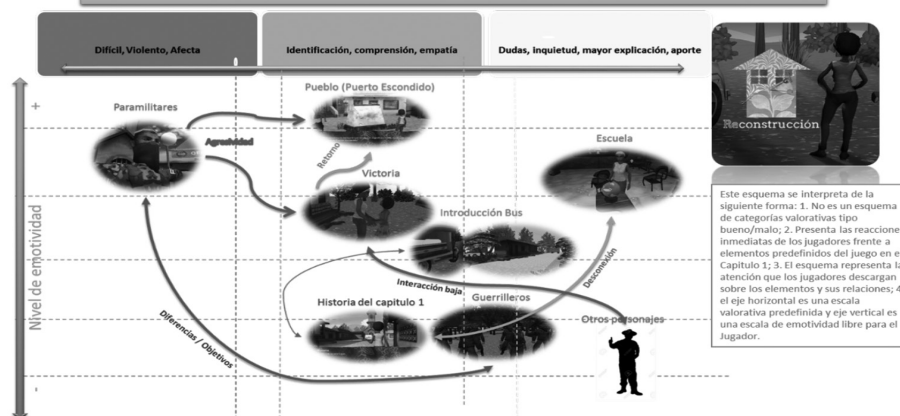 Difícil, Violento, Afecta
Identificación, comprensión, empatía
Dudas, inquietud, mayor explicación, aporte
Nivel de emotividad
+
-
Paramilitares
Agresividad
Pueblo (Puerto Escondido)
Retorno
Victoria
Introducción Bus
Escuela
Desconexión
Interacción baja
Historia del capitulo 1
Guerrilleros
Otros personajes
Diferencias / Objetivos
Reconstrucción
Este esquema se interpreta de la
siguiente forma: 1. No es un esquema
de categorías valorativas tipo
bueno/malo; 2. Presenta las reaccione
inmediatas de los jugadores frente a
elementos predefinidos del juego en e
Capitulo 1; 3. El esquema representa la
atención que los jugadores descargan
sobre los elementos y sus relaciones; 4
el eje horizontal es una escala
valorativa predefinida y eje vertical es
una escala de emotividad libre para el
Jugador.